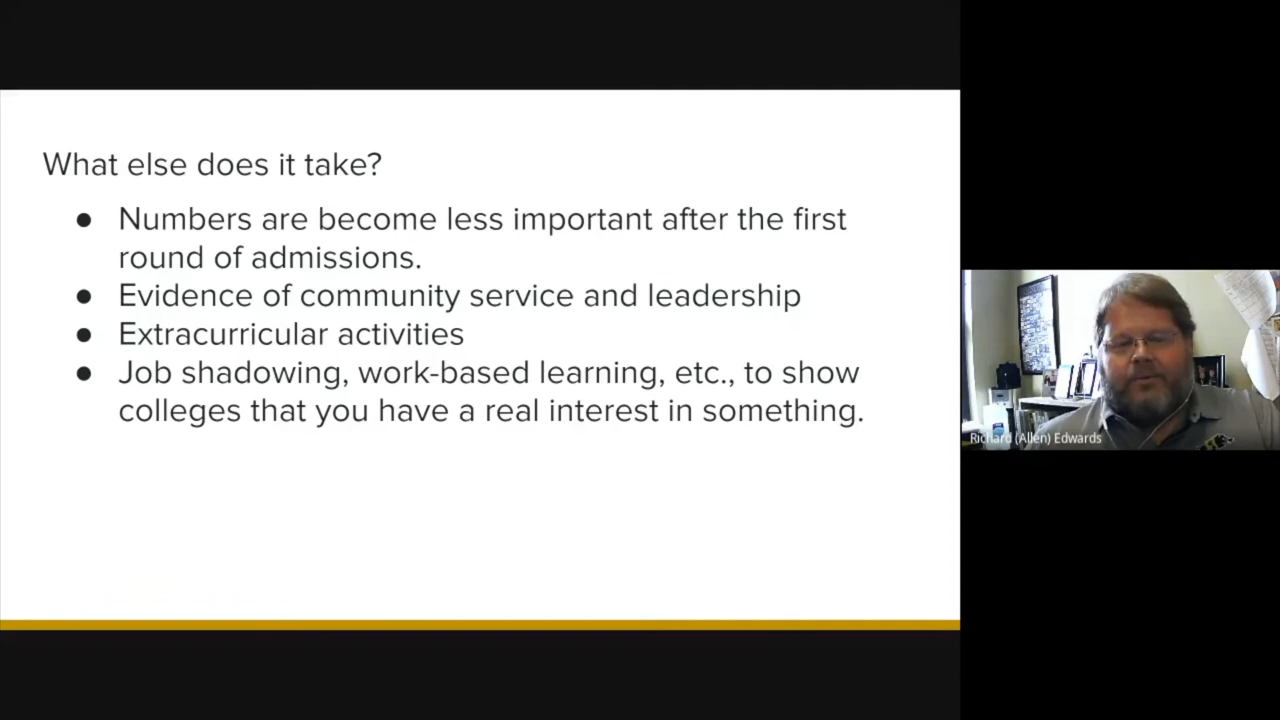 What else does it take?
● Numbers are become less important after the first
round of admissions.
● Evidence of community service and leadership
● Extracurricular activities
● Job shadowing, work-based learning, etc., to show
colleges that you have a real interest in something.
Richard (Allen) Edwards